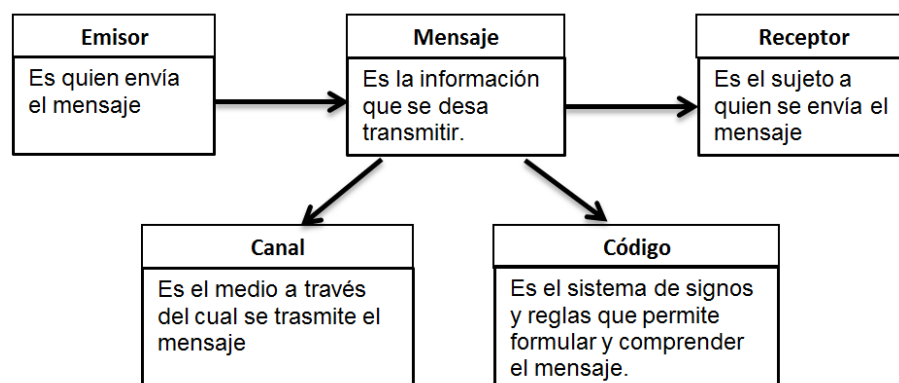 Emisor
Es quien envía
el mensaje
Mensaje
Es la información
que se desa
transmitir.
Receptor
Es el sujeto a
quien se envía el
mensaje
Canal
Es el medio a través
del cual se trasmite el
mensaje
Código
Es el sistema de signos
y reglas que permite
formular y comprender
el mensaje.